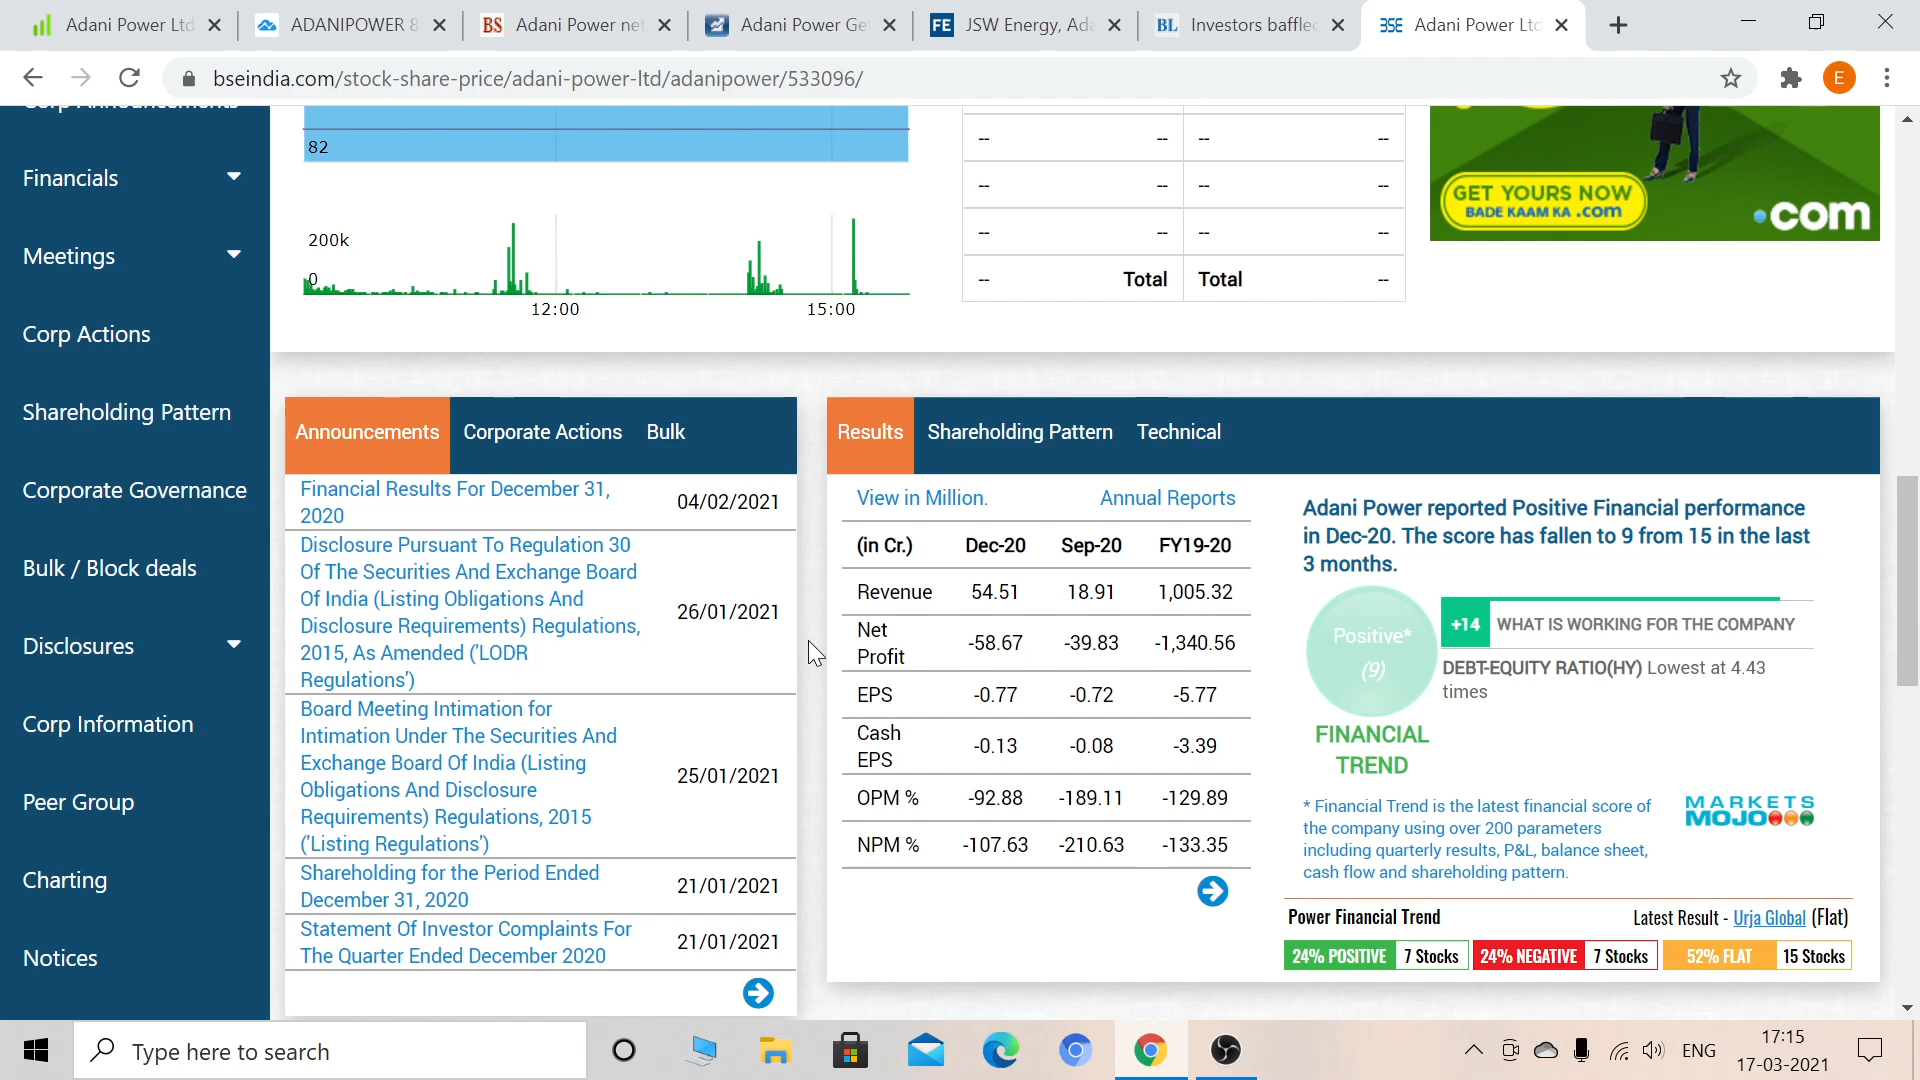 Adani Power Ltd
ADANIPOWER 8
BS Adani Power net
Adani Power Ge
FE JSW Energy, Ada
BL Investors baffled
BSE Adani Power Ltd
bseindia.com/stock-share-price/adani-power-ltd/adanipower/533096/
E
Corp Announcements
Financials
Meetings
Corp Actions
Shareholding Pattern
Corporate Governance
Bulk / Block deals
Disclosures
Corp Information
Peer Group
Charting
Notices
82
200k
0
12:00 15:00
-- -- -- --
-- -- -- --
-- -- -- --
-- Total Total --
GET YOURS NOW
BADE KAAM KA .com
.com
Announcements Corporate Actions Bulk
Financial Results For December 31,
2020
04/02/2021
Disclosure Pursuant To Regulation 30
Of The Securities And Exchange Board
Of India (Listing Obligations And
Disclosure Requirements) Regulations,
2015, As Amended ('LODR
Regulations')
26/01/2021
Board Meeting Intimation for
Intimation Under The Securities And
Exchange Board Of India (Listing
Obligations And Disclosure
Requirements) Regulations, 2015
('Listing Regulations')
25/01/2021
Shareholding for the Period Ended
December 31, 2020
21/01/2021
Statement Of Investor Complaints For
The Quarter Ended December 2020
21/01/2021
Results Shareholding Pattern Technical
View in Million. Annual Reports
(in Cr.) Dec-20 Sep-20 FY19-20
Revenue 54.51 18.91 1,005.32
Net
Profit
-58.67 -39.83 -1,340.56
EPS -0.77 -0.72 -5.77
Cash
EPS
-0.13 -0.08 -3.39
OPM % -92.88 -189.11 -129.89
NPM % -107.63 -210.63 -133.35
Adani Power reported Positive Financial performance
in Dec-20. The score has fallen to 9 from 15 in the last
3 months.
Positive*
(9)
FINANCIAL
TREND
+14 WHAT IS WORKING FOR THE COMPANY
DEBT-EQUITY RATIO(HY) Lowest at 4.43
times
* Financial Trend is the latest financial score of
the company using over 200 parameters
including quarterly results, P&L, balance sheet,
cash flow and shareholding pattern.
MARKETS
MOJO
Power Financial Trend
Latest Result - Urja Global (Flat)
24% POSITIVE 7 Stocks 24% NEGATIVE 7 Stocks 52% FLAT 15 Stocks
Type here to search
ENG
17:15
17-03-2021